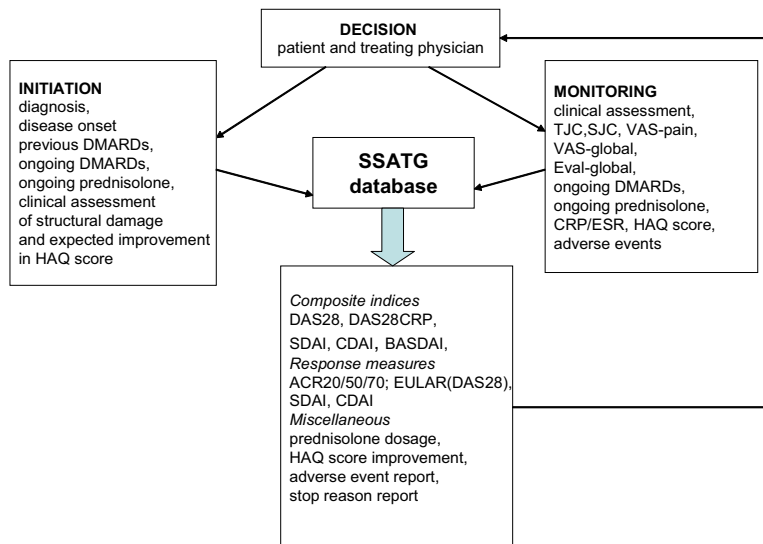 DECISION
patient and treating physician
INITIATION
diagnosis,
disease onset
previous DMARDs,
ongoing DMARDs,
ongoing prednisolone,
clinical assessment
of structural damage
and expected improvement
in HAQ score
SSATG
database
MONITORING
clinical assessment,
TJC,SJC, VAS-pain,
VAS-global,
Eval-global,
ongoing DMARDs,
ongoing prednisolone,
CRP/ESR, HAQ score,
adverse events
Composite indices
DAS28, DAS28CRP,
SDAI, CDAI, BASDAI,
Response measures
ACR20/50/70; EULAR(DAS28),
SDAI, CDAI
Miscellaneous
prednisolone dosage,
HAQ score improvement,
adverse event report,
stop reason report